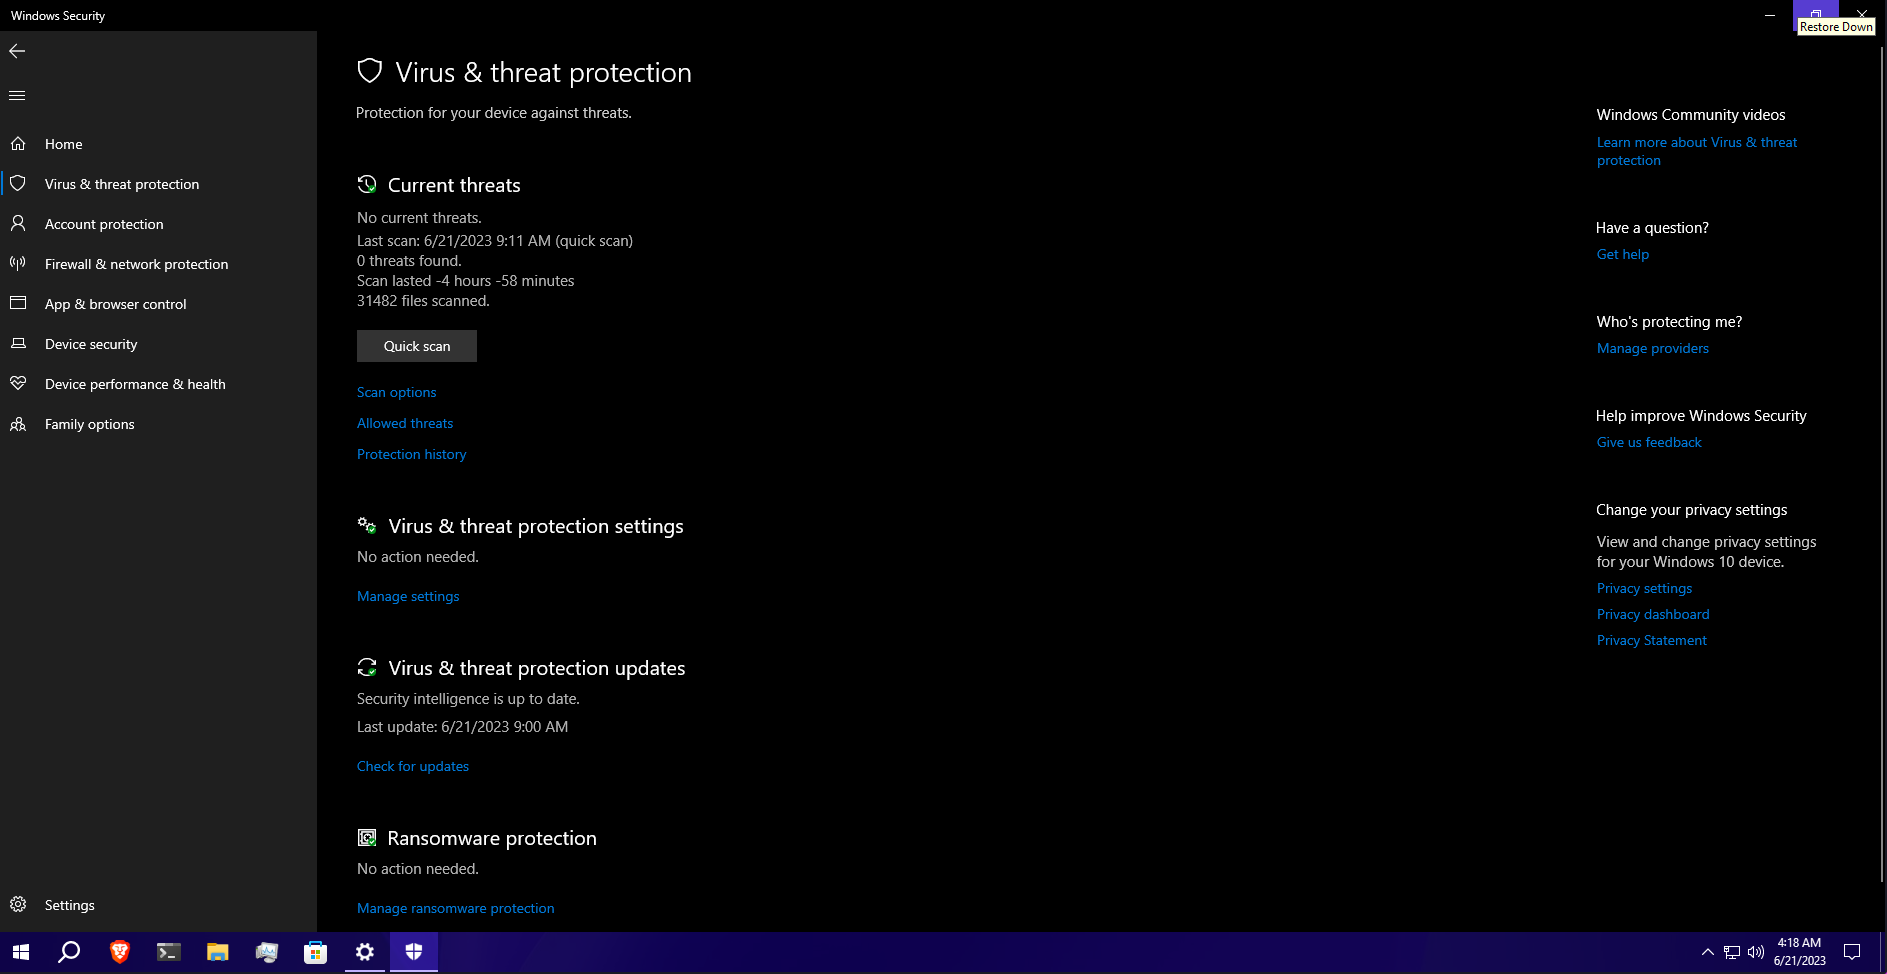 Windows Security
Restore Down
Home
Virus & threat protection
Account protection
Firewall & network protection
App & browser control
Device security
Device performance & health
Family options
Settings
Virus & threat protection
Protection for your device against threats.
Current threats
No current threats.
Last scan: 6/21/2023 9:11 AM (quick scan)
0 threats found.
Scan lasted -4 hours -58 minutes
31482 files scanned.
Quick scan
Scan options
Allowed threats
Protection history
Virus & threat protection settings
No action needed.
Manage settings
Virus & threat protection updates
Security intelligence is up to date.
Last update: 6/21/2023 9:00 AM
Check for updates
Ransomware protection
No action needed.
Manage ransomware protection
Windows Community videos
Learn more about Virus & threat
protection
Have a question?
Get help
Who's protecting me?
Manage providers
Help improve Windows Security
Give us feedback
Change your privacy settings
View and change privacy settings
for your Windows 10 device.
Privacy settings
Privacy dashboard
Privacy Statement
4:18 AM
6/21/2023